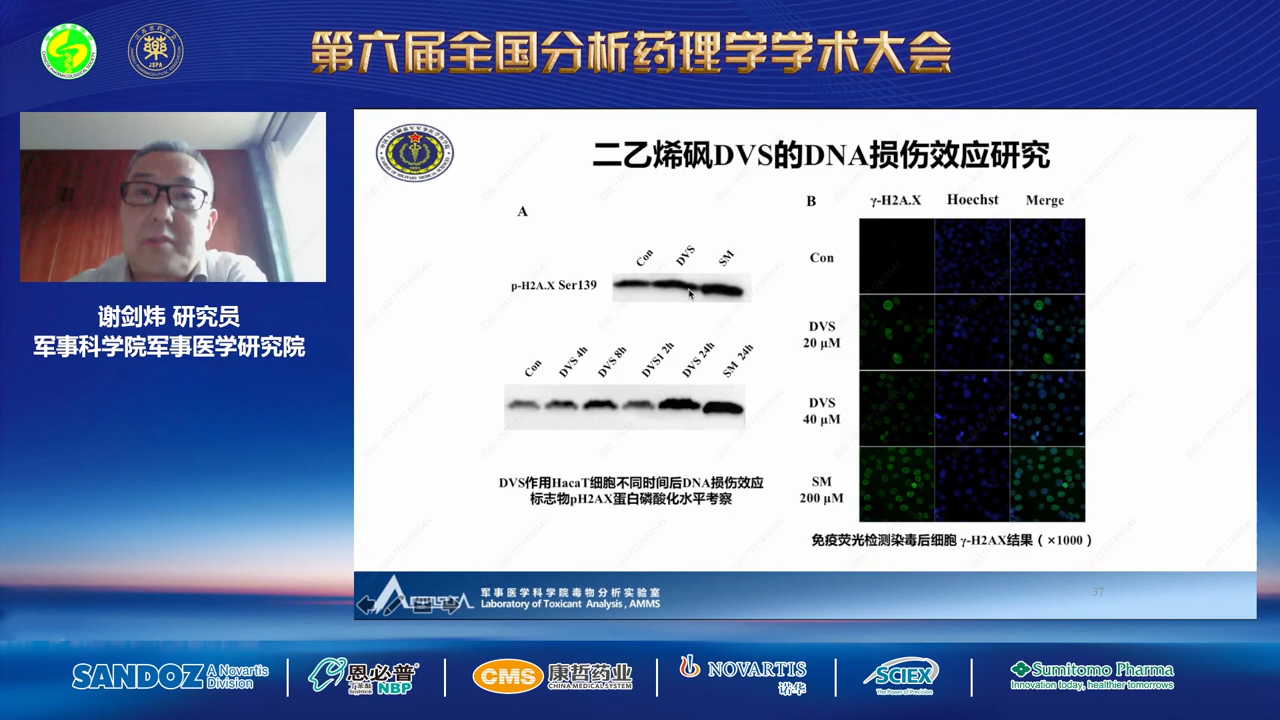 第六届全国分析药理学学术大会
JSPA
谢剑炜 研究员
军事科学院军事医学研究院
二乙烯砜DVS的DNA损伤效应研究
A
Con
DVS
SM
p-H2A.X Ser139
Con
DVS 4h
DVS 8h
DVS1 2h
DVS 24h
SM 24h
DVS作用HacaT细胞不同时间后DNA损伤效应
标志物pH2AX蛋白磷酸化水平考察
B
γ-H2A.X Hoechst Merge
Con
DVS
20 μM
DVS
40 μM
SM
200 μM
免疫荧光检测染毒后细胞 γ-H2AX结果（×1000）
军事医学科学院毒物分析实验室
Laboratory of Toxicant Analysis , AMMS
37
SANDOZ A Novartis
Division
恩必普
NBP
CMS 康哲药业
CHINA MEDICAL SYSTEM
NOVARTIS
诺华
SCIEX
The Power of Precision
Sumitomo Pharma
Innovation today, healthier tomorrows